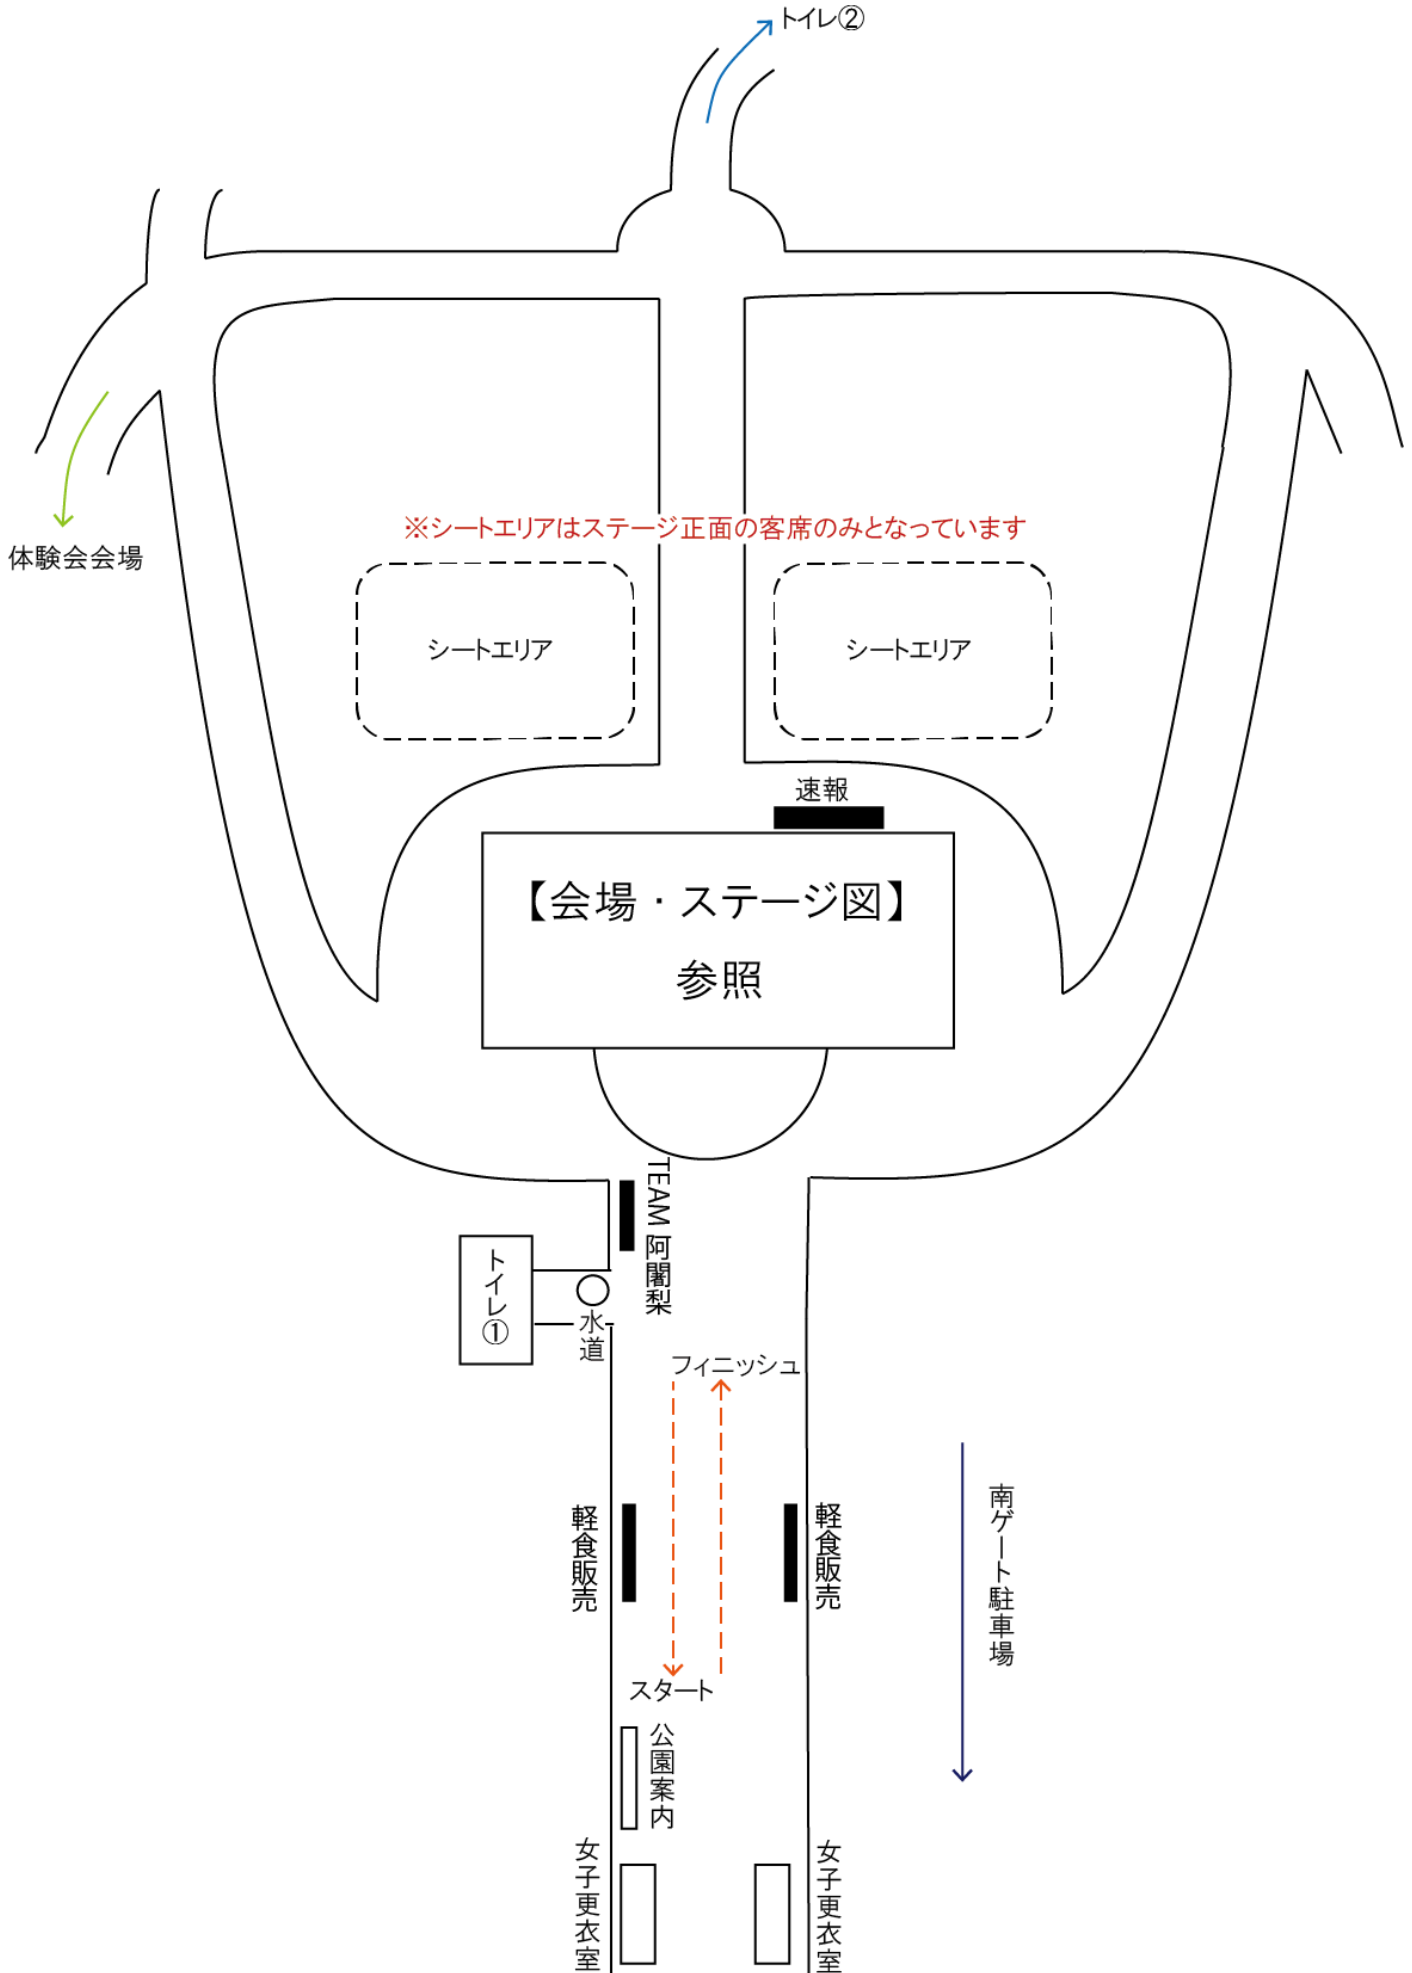 トイレ②
※シートエリアはステージ正面の客席のみとなっています
体験会会場
シートエリア
シートエリア
速報
【会場・ステージ図】
参照
TEAM 阿闍梨
トイレ①
水道
フィニッシュ
軽食販売
軽食販売
南ゲート駐車場
スタート
公園案内
女子更衣室
女子更衣室